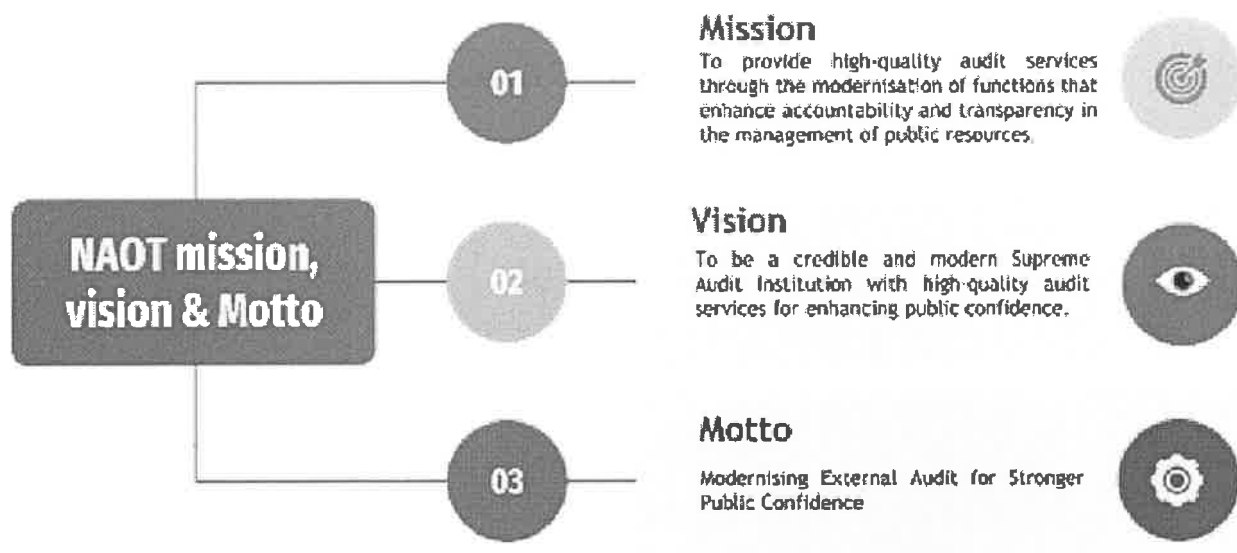 NAOT mission,
vision & Motto
01
Mission
To provide high-quality audit services
through the modernisation of functions that
enhance accountability and transparency in
the management of public resources.
02
Vision
To be a credible and modern Supreme
Audit Institution with high-quality audit
services for enhancing public confidence.
03
Motto
Modernising External Audit for Stronger
Public Confidence